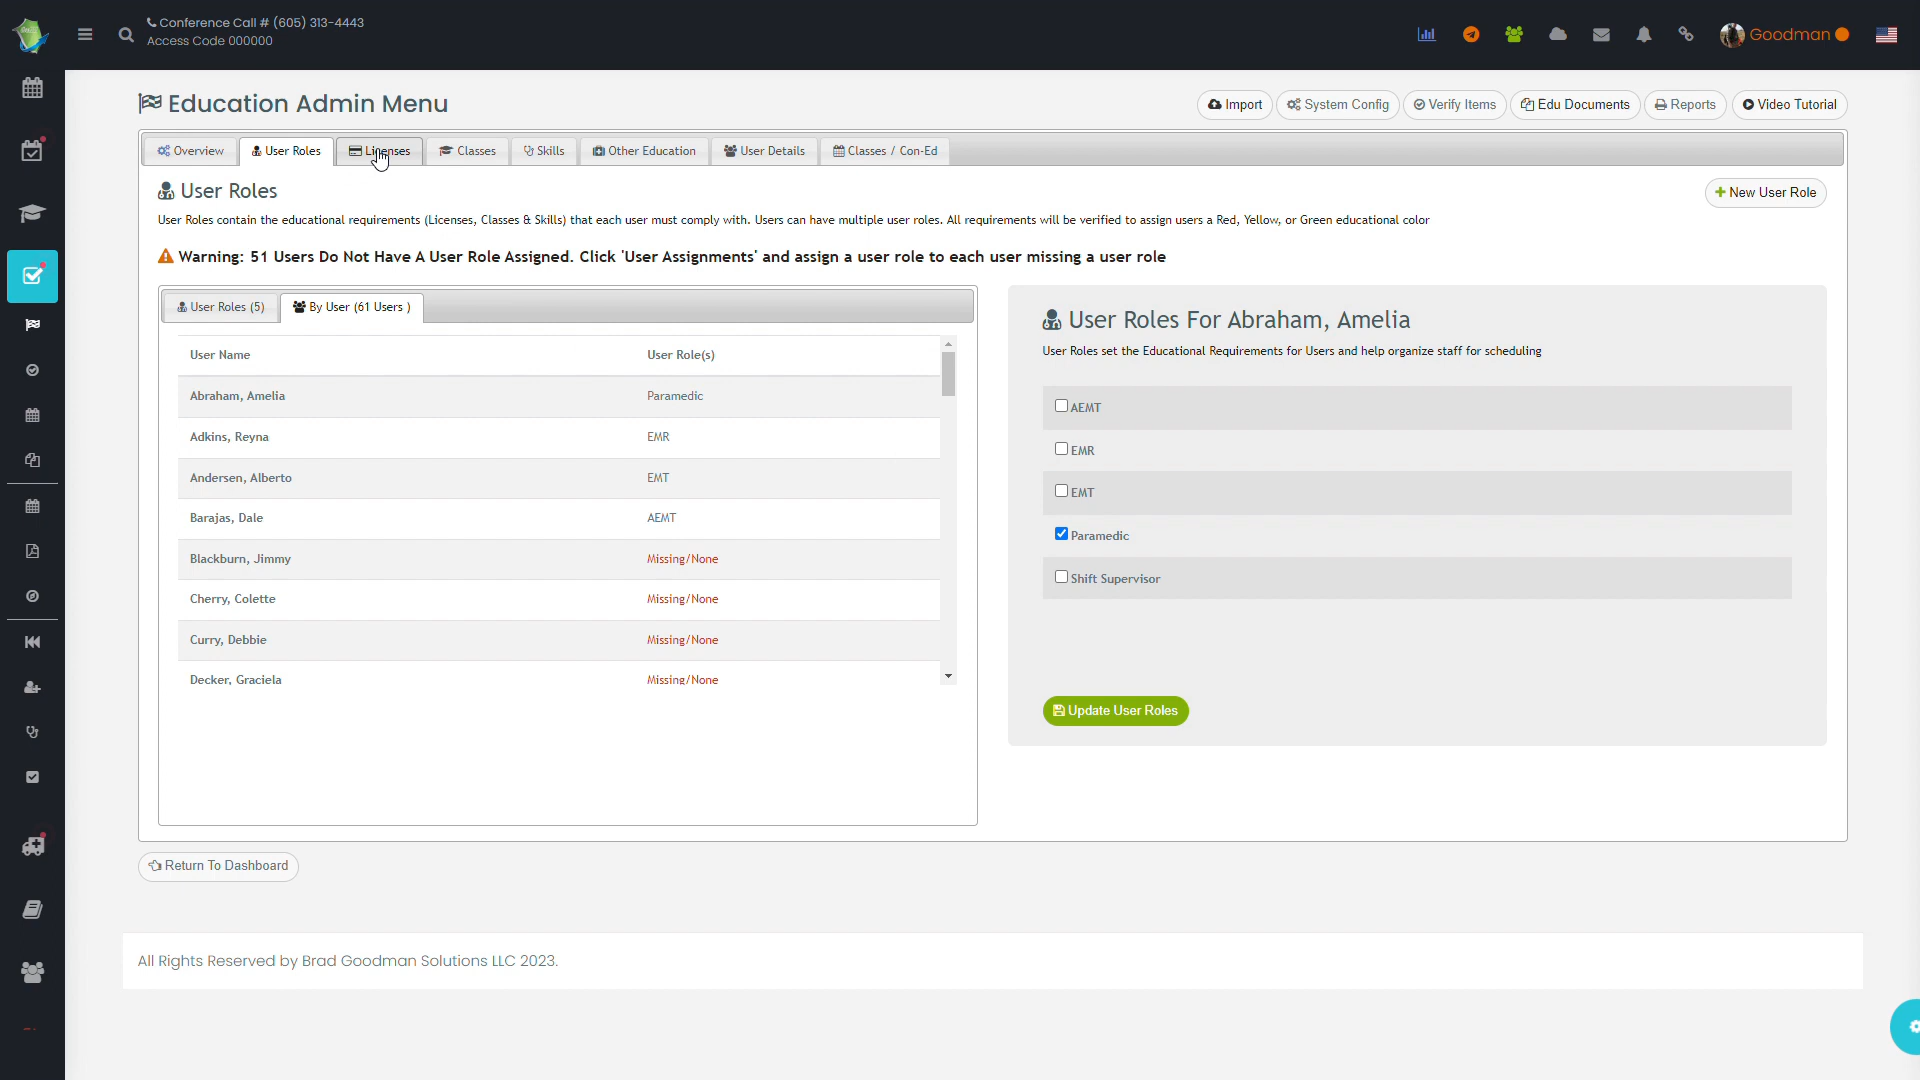 Conference Call # (605) 313-4443
Access Code 000000
Goodman
Education Admin Menu
Import
System Config
Verify Items
Edu Documents
Reports
Video Tutorial
Overview
User Roles
Licenses
Classes
Skills
Other Education
User Details
Classes / Con-Ed
User Roles
New User Role
User Roles contain the educational requirements (Licenses, Classes & Skills) that each user must comply with. Users can have multiple user roles. All requirements will be verified to assign users a Red, Yellow, or Green educational color
Warning: 51 Users Do Not Have A User Role Assigned. Click 'User Assignments' and assign a user role to each user missing a user role
User Roles (5)
By User (61 Users )
User Name User Role(s)
Abraham, Amelia Paramedic
Adkins, Reyna EMR
Andersen, Alberto EMT
Barajas, Dale AEMT
Blackburn, Jimmy Missing/None
Cherry, Colette Missing/None
Curry, Debbie Missing/None
Decker, Graciela Missing/None
User Roles For Abraham, Amelia
User Roles set the Educational Requirements for Users and help organize staff for scheduling
AEMT
EMR
EMT
Paramedic
Shift Supervisor
Update User Roles
Return To Dashboard
All Rights Reserved by Brad Goodman Solutions LLC 2023.